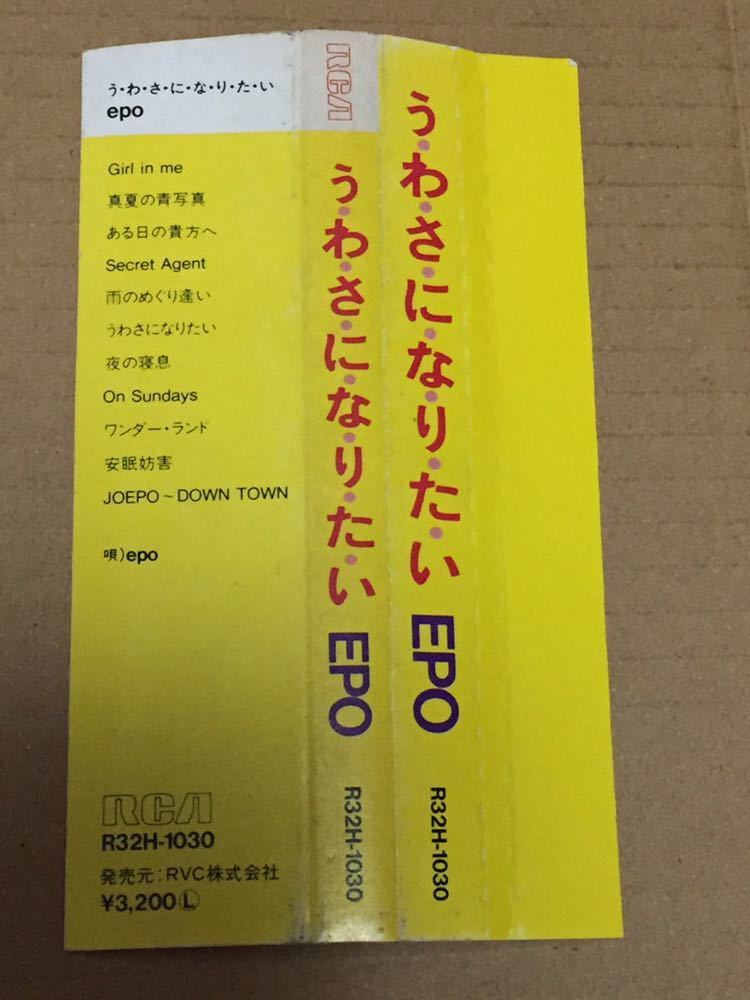 う・わ・さ・に・な・り・た・い
epo
Girl in me
真夏の青写真
ある日の貴方へ
Secret Agent
雨のめぐり逢い
うわさになりたい
夜の寝息
On Sundays
ワンダー・ランド
安眠妨害
JOEPO~DOWN TOWN
唄)epo
RCA
R32H-1030
発売元:RVC株式会社
¥3,200Ⓛ
RCA
う・わ・さ・に・な・り・た・い EPO
R32H-1030
う・わ・さ・に・な・り・た・い EPO
R32H-1030